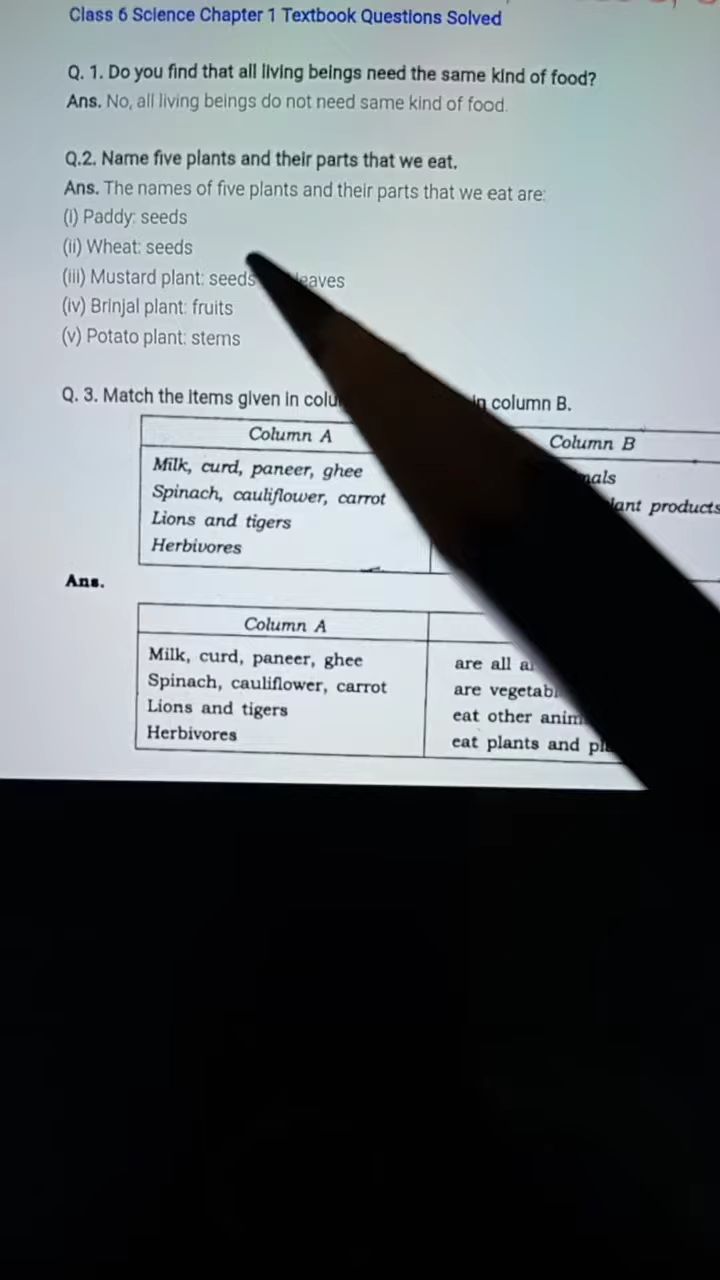 Class 6 Science Chapter 1 Textbook Questions Solved
Q. 1. Do you find that all living beings need the same kind of food?
Ans. No, all living beings do not need same kind of food.
Q.2. Name five plants and their parts that we eat.
Ans. The names of five plants and their parts that we eat are:
(i) Paddy: seeds
(ii) Wheat: seeds
(iii) Mustard plant: seeds leaves
(iv) Brinjal plant: fruits
(v) Potato plant: stems
Q. 3. Match the items given in column B.
Column A Column B
Milk, curd, paneer, ghee
Spinach, cauliflower, carrot products
Lions and tigers
Herbivores
Ans.
Column A
Milk, curd, paneer, ghee are all
Spinach, cauliflower, carrot are
Lions and tigers eat other
Herbivores eat plants and